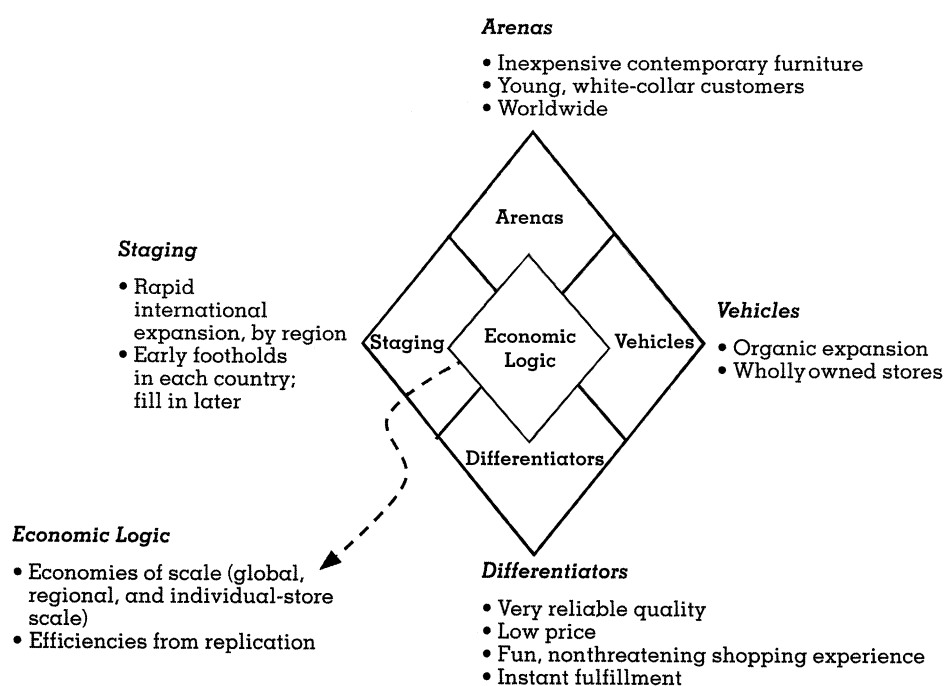 Arenas
• Inexpensive contemporary furniture
• Young, white-collar customers
• Worldwide
Arenas
Staging
• Rapid
international
expansion, by region
• Early footholds
in each country;
fill in later
Staging
Economic
Logic
Vehicles
Vehicles
• Organic expansion
• Wholly owned stores
Differentiators
Economic Logic
• Economies of scale (global,
regional, and individual-store
scale)
• Efficiencies from replication
Differentiators
• Very reliable quality
• Low price
• Fun, nonthreatening shopping experience
• Instant fulfillment